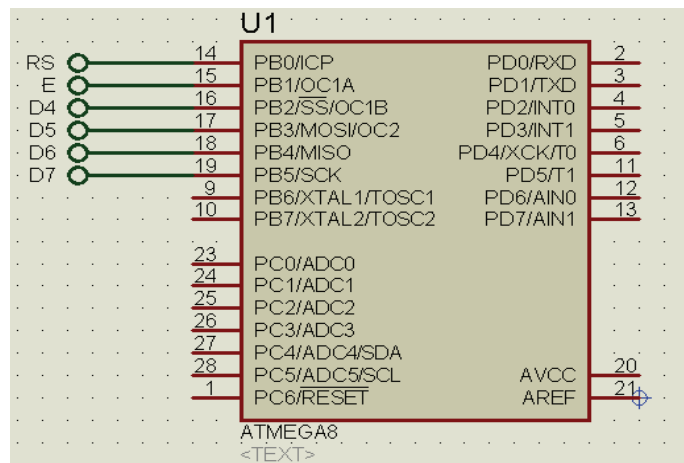 U1
RS 14 PB0/ICP PD0/RXD 2
E 15 PB1/OC1A PD1/TXD 3
D4 16 PB2/SS/OC1B PD2/INT0 4
D5 17 PB3/MOSI/OC2 PD3/INT1 5
D6 18 PB4/MISO PD4/XCK/T0 6
D7 19 PB5/SCK PD5/T1 11
9 PB6/XTAL1/TOSC1 PD6/AIN0 12
10 PB7/XTAL2/TOSC2 PD7/AIN1 13
23 PC0/ADC0
24 PC1/ADC1
25 PC2/ADC2
26 PC3/ADC3
27 PC4/ADC4/SDA
28 PC5/ADC5/SCL AVCC 20
1 PC6/RESET AREF 21
ATMEGA8
<TEXT>